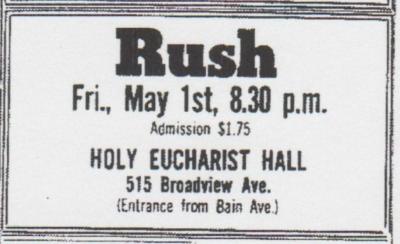 Rush
Fri., May 1st, 8.30 p.m.
Admission $1.75
HOLY EUCHARIST HALL
515 Broadview Ave.
(Entrance from Bain Ave.)